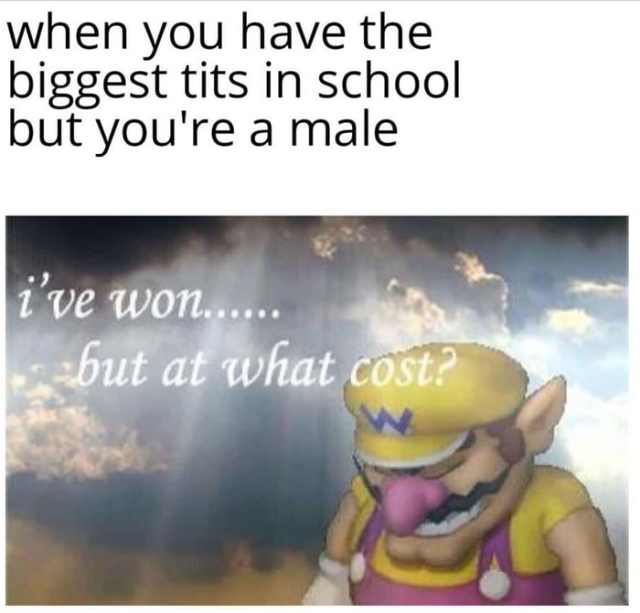 when you have the
biggest tits in school
but you're a male
i've won......
but at what cost?
W